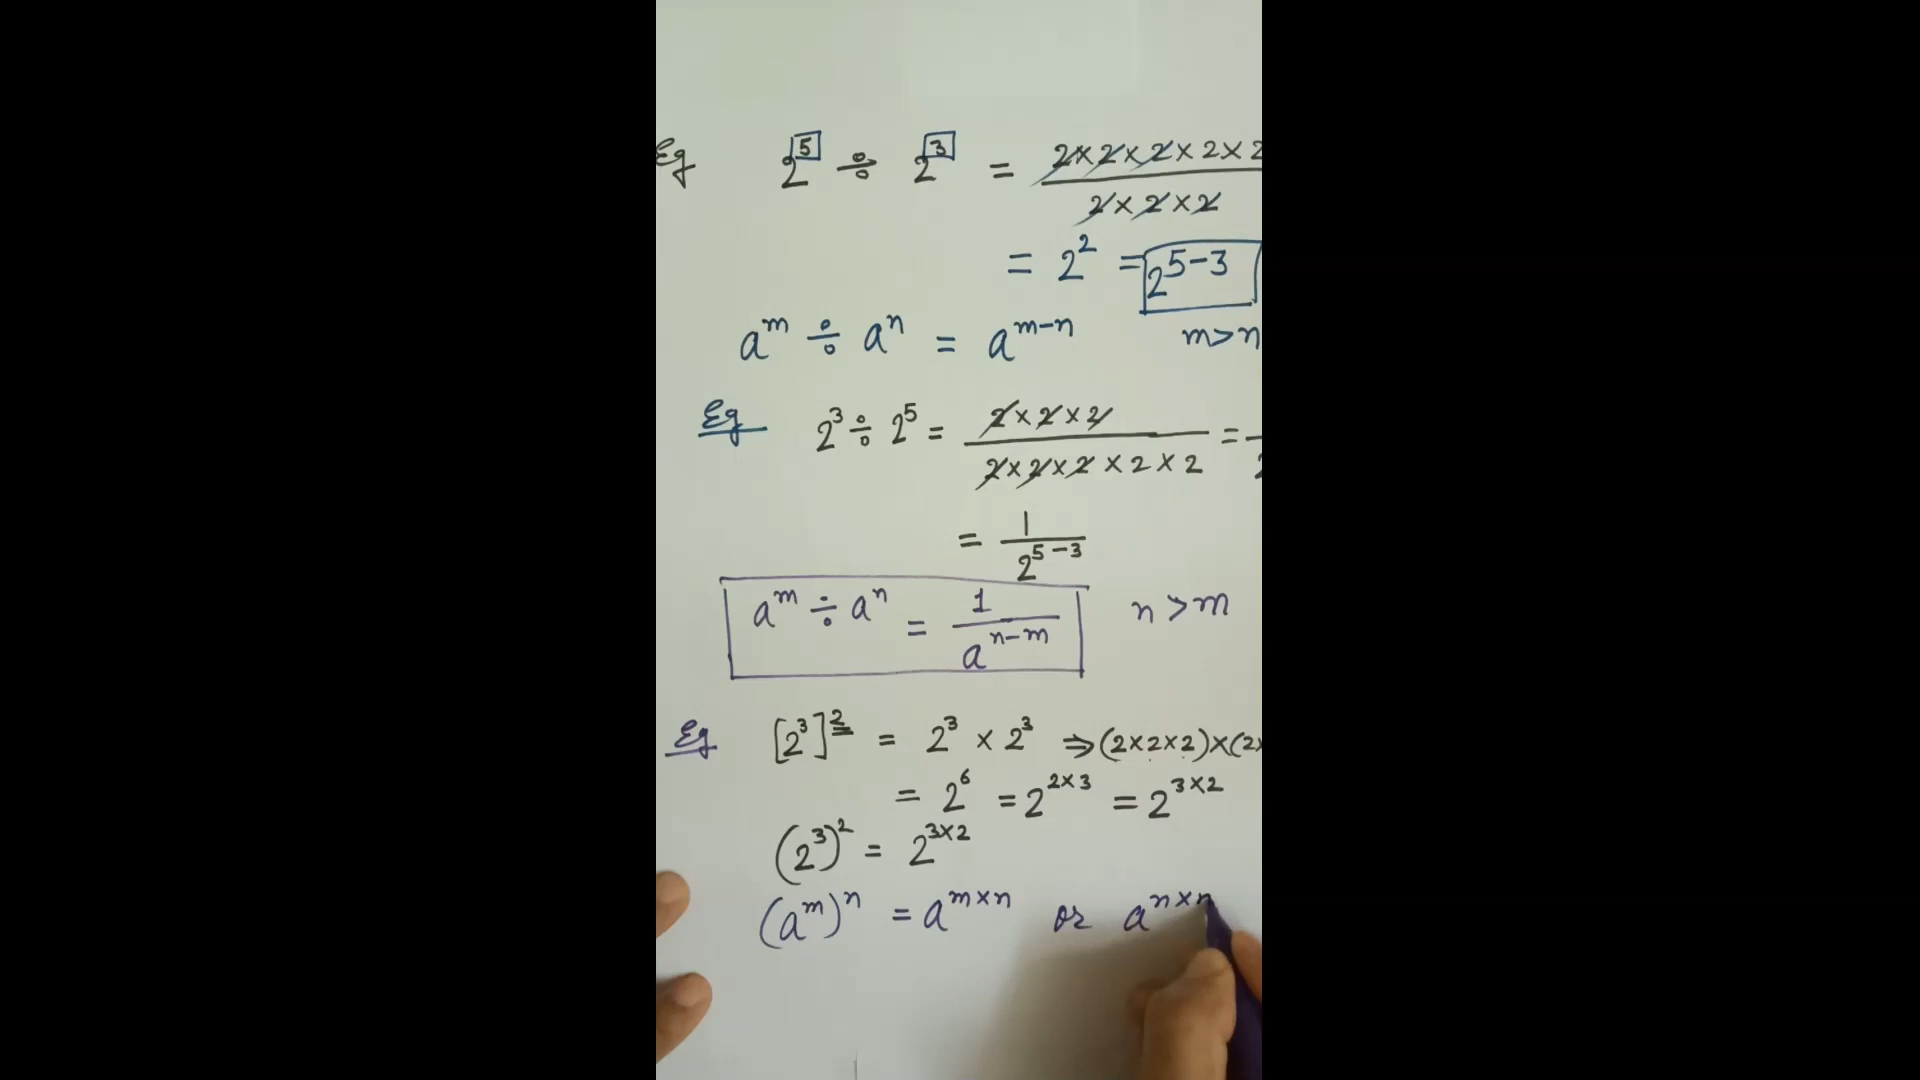 Eg 2^5 ÷ 2^3 = (2×2×2×2×2)/(2×2×2)
= 2^2 = 2^(5-3)
a^m ÷ a^n = a^(m-n) m>n
Eg 2^3 ÷ 2^5 = (2×2×2)/(2×2×2×2×2) =
= 1/2^(5-3)
a^m ÷ a^n = 1/a^(n-m) n>m
Eg [2^3]^2 = 2^3 × 2^3 ⇒ (2×2×2)×(2×
= 2^6 = 2^(2×3) = 2^(3×2)
(2^3)^2 = 2^(3×2)
(a^m)^n = a^(m×n) or a^(n×